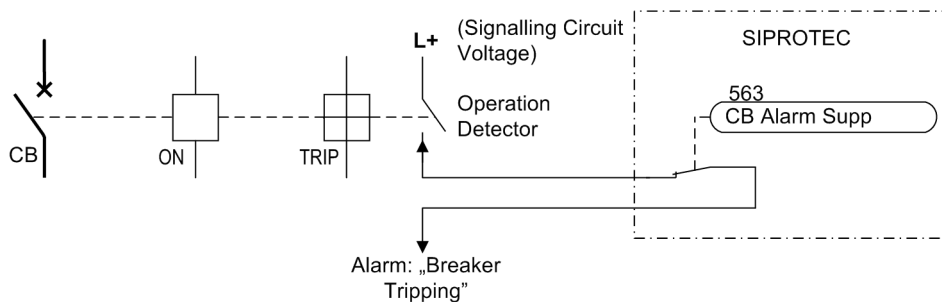 L+
(Signalling Circuit
Voltage)
SIPROTEC
Operation
Detector
563
CB Alarm Supp
CB
ON
TRIP
Alarm: „Breaker
Tripping”